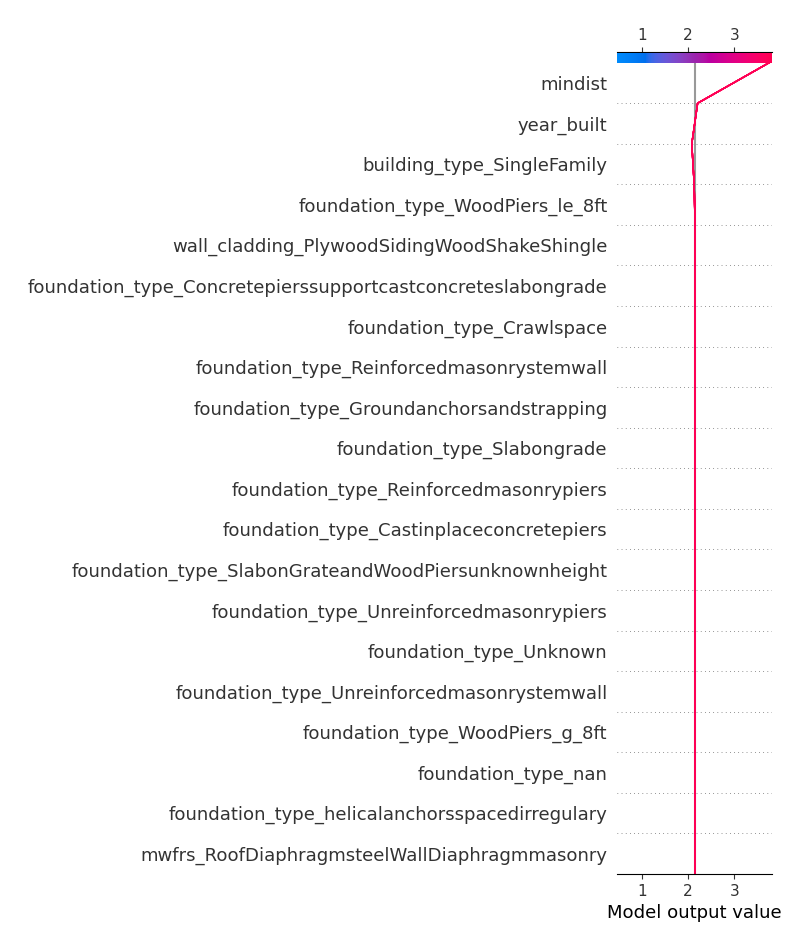 1 2 3
mindist
year_built
building_type_SingleFamily
foundation_type_WoodPiers_le_8ft
wall_cladding_PlywoodSidingWoodShakeShingle
foundation_type_Concretepierssupportcastconcreteslabongrade
foundation_type_Crawlspace
foundation_type_Reinforcedmasonrystemwall
foundation_type_Groundanchorsandstrapping
foundation_type_Slabongrade
foundation_type_Reinforcedmasonrypiers
foundation_type_Castinplaceconcretepiers
foundation_type_SlabonGrateandWoodPiersunknownheight
foundation_type_Unreinforcedmasonrypiers
foundation_type_Unknown
foundation_type_Unreinforcedmasonrystemwall
foundation_type_WoodPiers_g_8ft
foundation_type_nan
foundation_type_helicalanchorsspacedirregulary
mwfrs_RoofDiaphragmsteelWallDiaphragmmasonry
1 2 3
Model output value